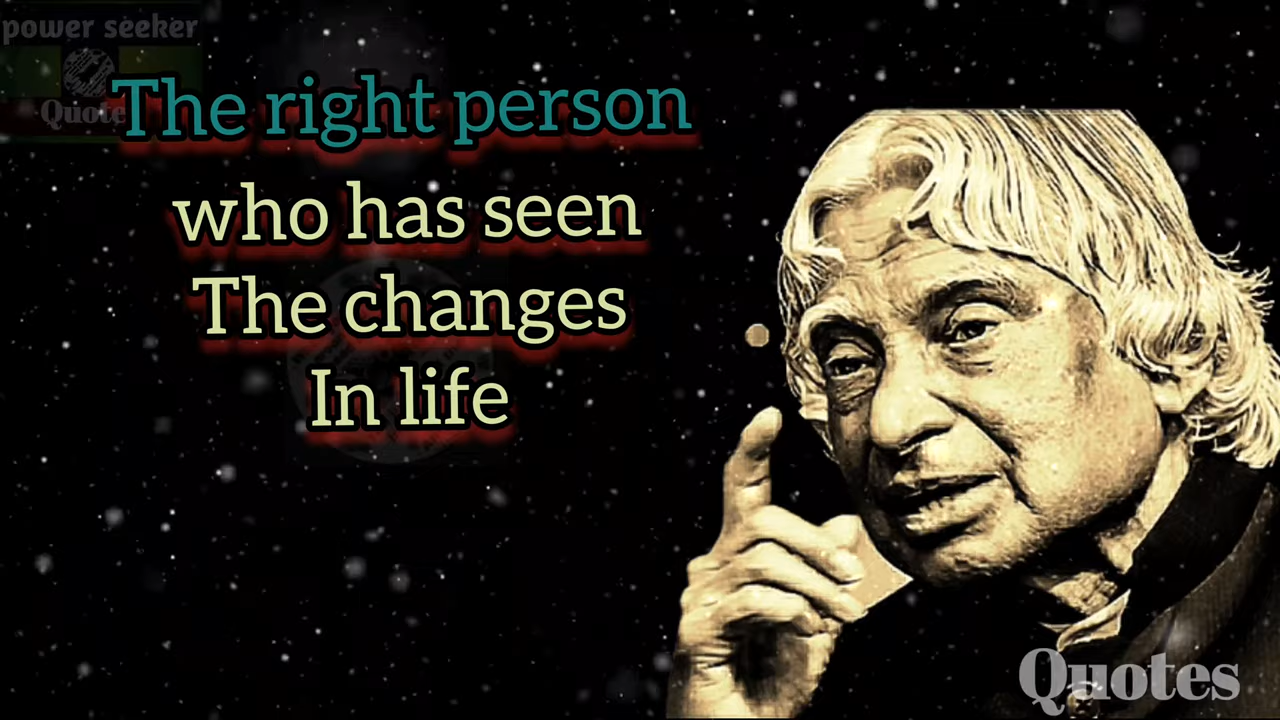 power seeker
Quote
The right person
who has seen
The changes
In life
Quotes